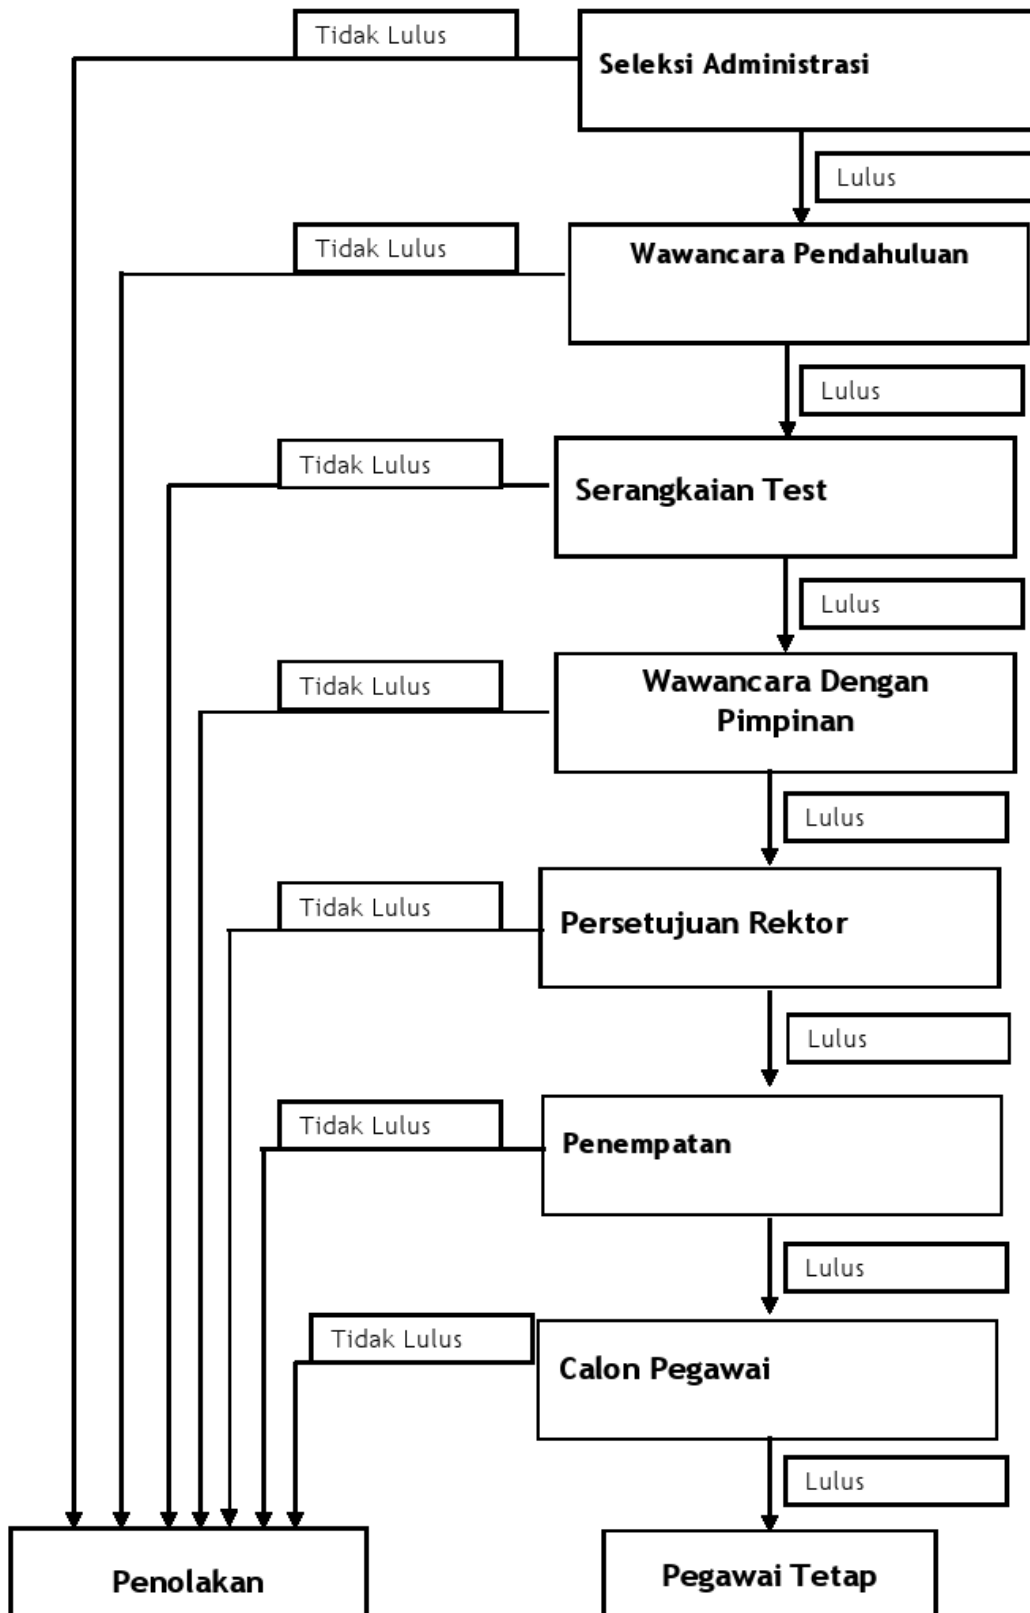 Tidak Lulus
Seleksi Administrasi
Lulus
Tidak Lulus
Wawancara Pendahuluan
Lulus
Tidak Lulus
Serangkaian Test
Lulus
Tidak Lulus
Wawancara Dengan
Pimpinan
Lulus
Tidak Lulus
Persetujuan Rektor
Lulus
Tidak Lulus
Penempatan
Lulus
Tidak Lulus
Calon Pegawai
Lulus
Penolakan
Pegawai Tetap